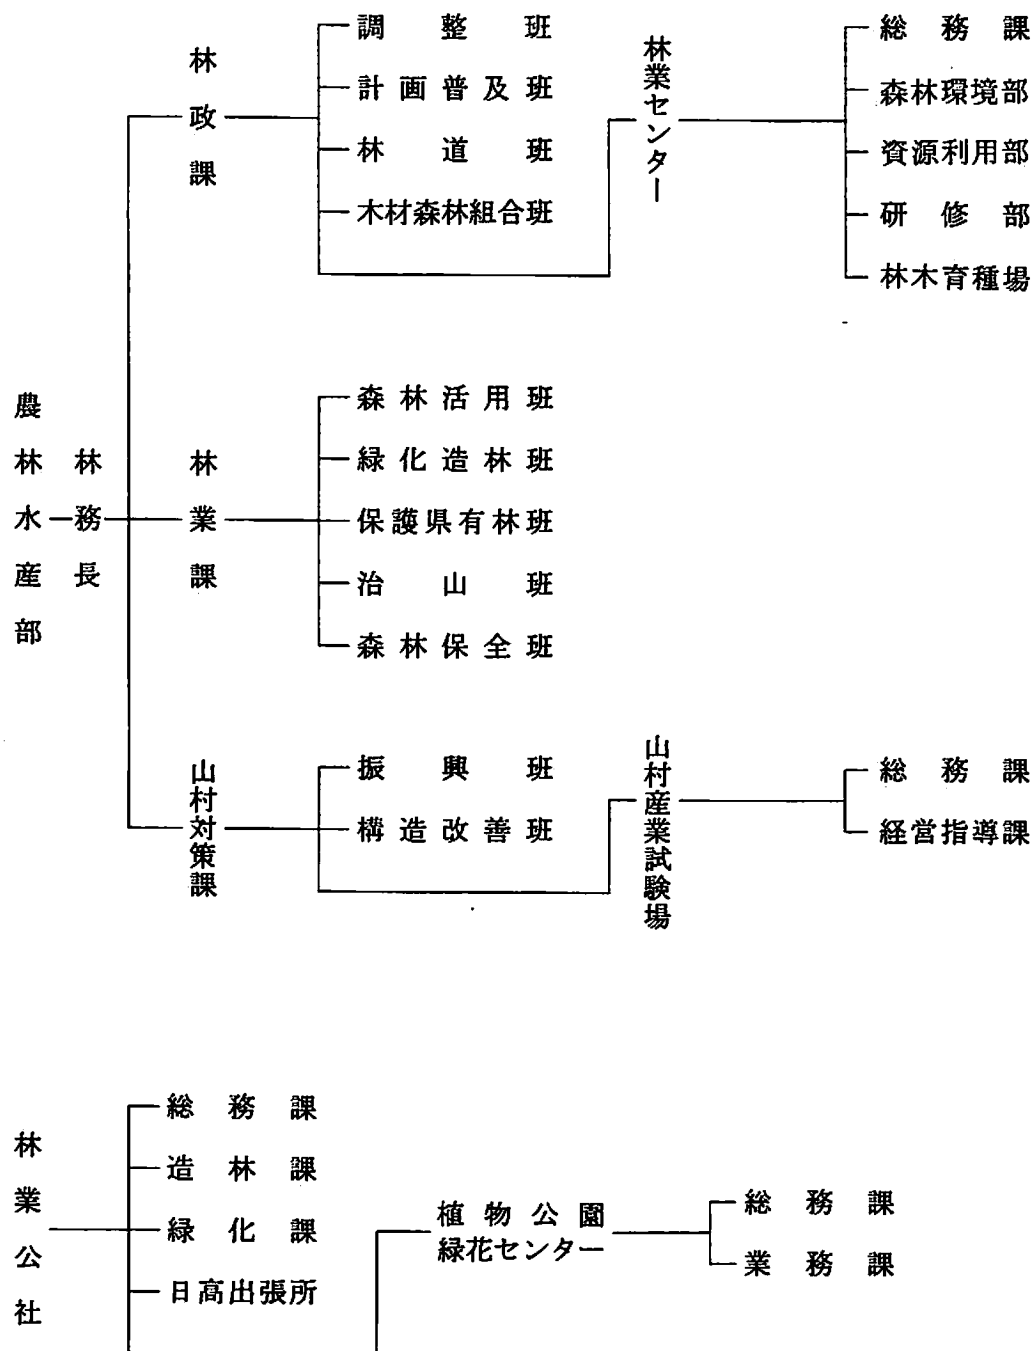 農林水産部
林務長
林政課
調整班
計画普及班
林道班
木材森林組合班
林業センター
総務課
森林環境部
資源利用部
研修部
林木育種場
林業課
森林活用班
緑化造林班
保護県有林班
治山班
森林保全班
山村対策課
振興班
構造改善班
山村産業試験場
総務課
経営指導課
林業公社
総務課
造林課
緑化課
日高出張所
植物公園
緑花センター
総務課
業務課